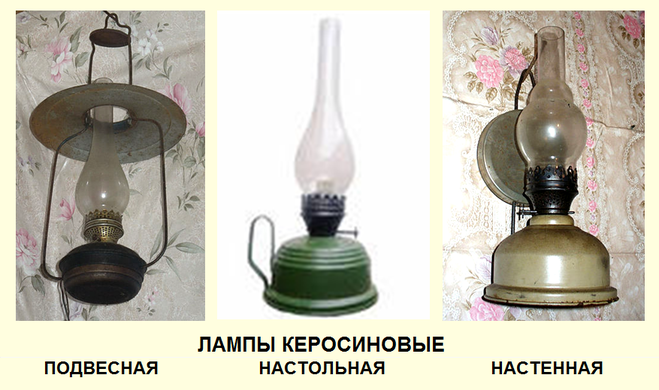 ЛАМПЫ КЕРОСИНОВЫЕ
ПОДВЕСНАЯ НАСТОЛЬНАЯ НАСТЕННАЯ